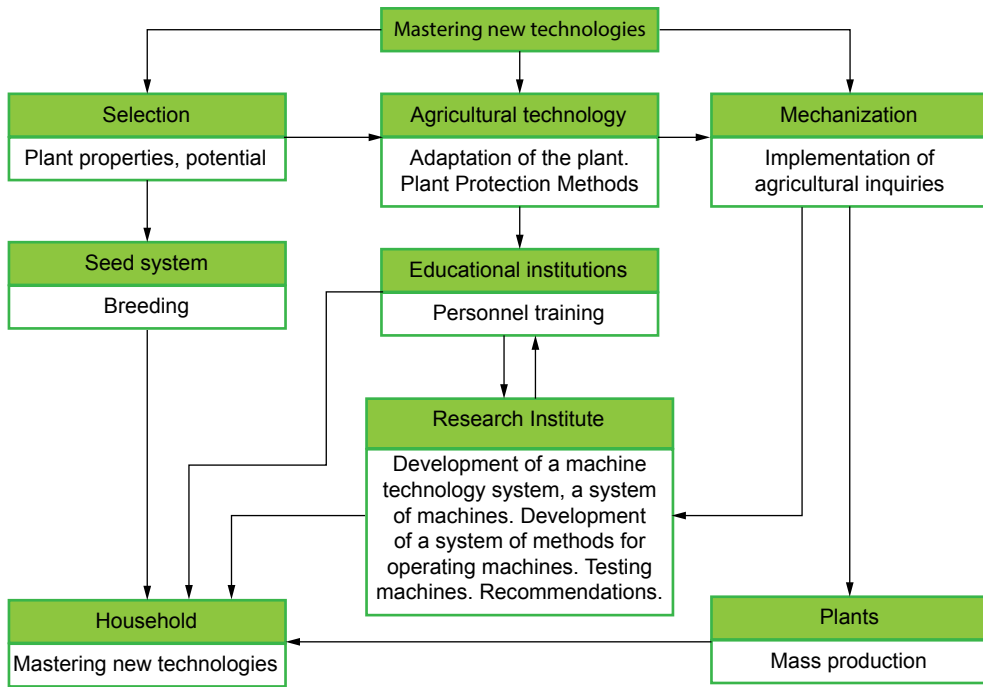 Mastering new technologies
Selection
Plant properties, potential
Agricultural technology
Adaptation of the plant.
Plant Protection Methods
Mechanization
Implementation of
agricultural inquiries
Seed system
Breeding
Educational institutions
Personnel training
Research Institute
Development of a machine
technology system, a system
of machines. Development
of a system of methods for
operating machines. Testing
machines. Recommendations.
Household
Mastering new technologies
Plants
Mass production